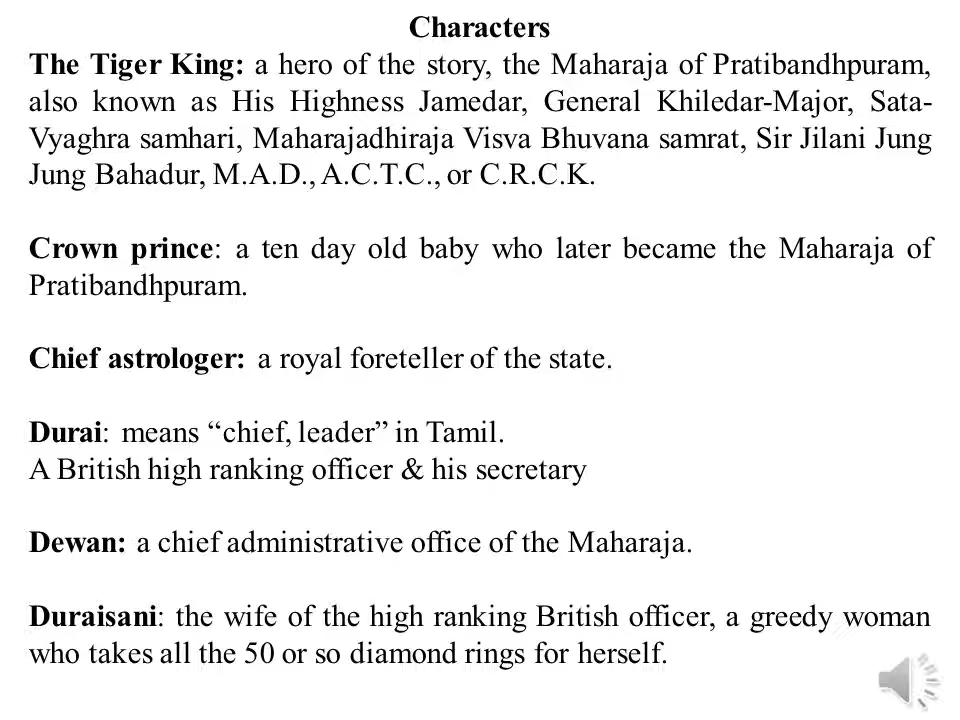 Characters
The Tiger King: a hero of the story, the Maharaja of Pratibandhpuram,
also known as His Highness Jamedar, General Khiledar-Major, Sata-
Vyaghra samhari, Maharajadhiraja Visva Bhuvana samrat, Sir Jilani Jung
Jung Bahadur, M.A.D., A.C.T.C., or C.R.C.K.
Crown prince: a ten day old baby who later became the Maharaja of
Pratibandhpuram.
Chief astrologer: a royal foreteller of the state.
Durai: means “chief, leader” in Tamil.
A British high ranking officer & his secretary
Dewan: a chief administrative office of the Maharaja.
Duraisani: the wife of the high ranking British officer, a greedy woman
who takes all the 50 or so diamond rings for herself.